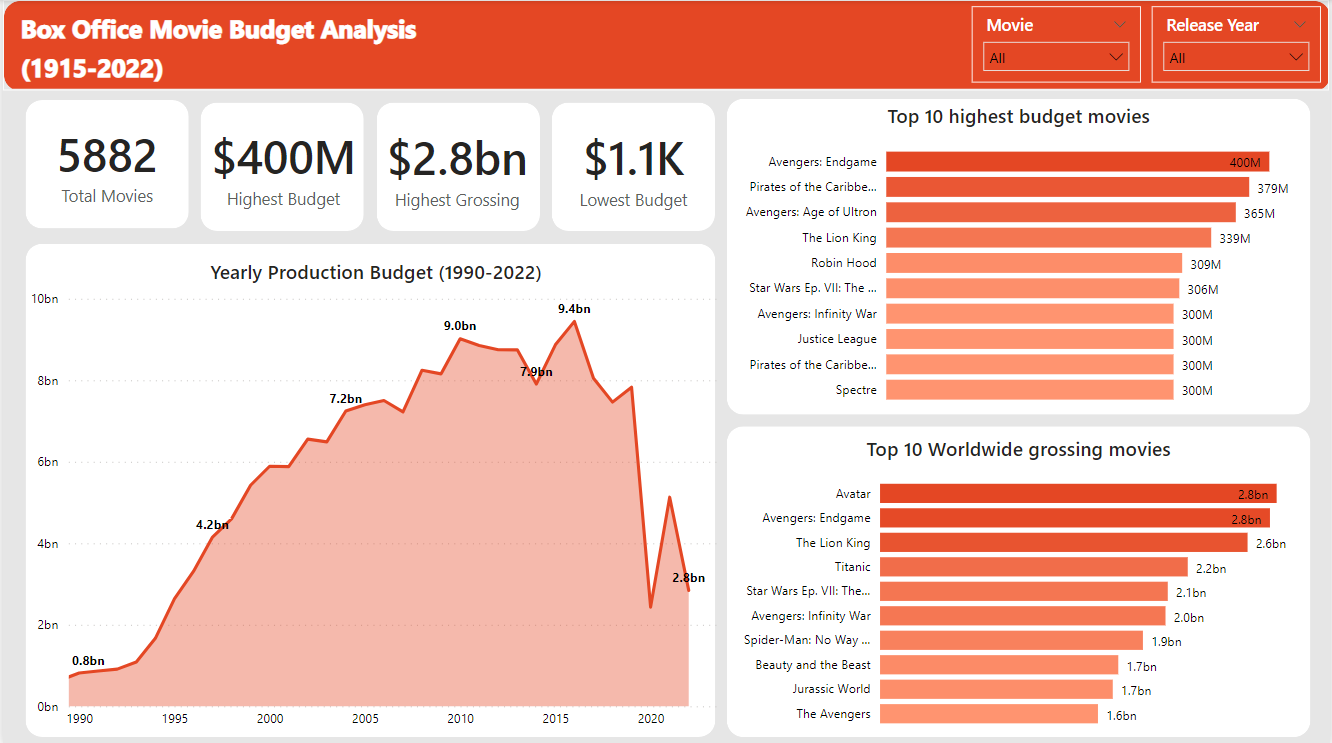 Box Office Movie Budget Analysis
(1915-2022)
Movie
All
Release Year
All
5882
Total Movies
$400M
Highest Budget
$2.8bn
Highest Grossing
$1.1K
Lowest Budget
Yearly Production Budget (1990-2022)
10bn
8bn
6bn
4bn
2bn
0bn
0.8bn
4.2bn
7.2bn
9.0bn
7.9bn
9.4bn
2.8bn
1990 1995 2000 2005 2010 2015 2020
Top 10 highest budget movies
Avengers: Endgame 400M
Pirates of the Caribbe... 379M
Avengers: Age of Ultron 365M
The Lion King 339M
Robin Hood 309M
Star Wars Ep. VII: The ... 306M
Avengers: Infinity War 300M
Justice League 300M
Pirates of the Caribbe... 300M
Spectre 300M
Top 10 Worldwide grossing movies
Avatar 2.8bn
Avengers: Endgame 2.8bn
The Lion King 2.6bn
Titanic 2.2bn
Star Wars Ep. VII: The... 2.1bn
Avengers: Infinity War 2.0bn
Spider-Man: No Way ... 1.9bn
Beauty and the Beast 1.7bn
Jurassic World 1.7bn
The Avengers 1.6bn